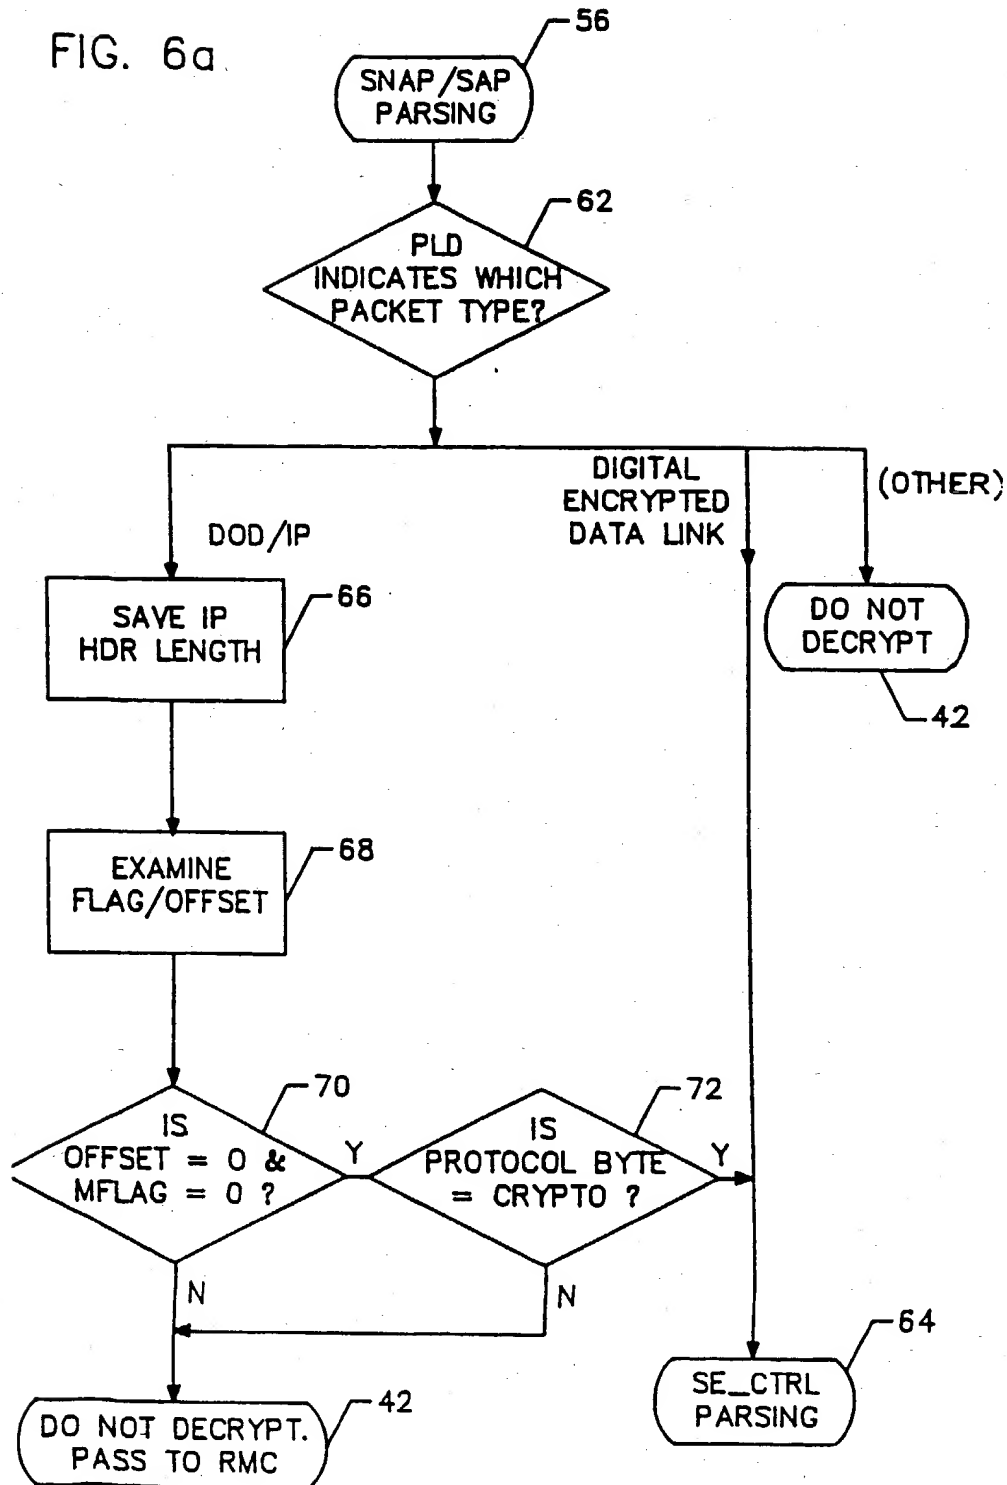 FIG. 6a
56
SNAP/SAP
PARSING
62
PLD
INDICATES WHICH
PACKET TYPE?
DOD/IP
DIGITAL
ENCRYPTED
DATA LINK
(OTHER)
SAVE IP
HDR LENGTH
66
DO NOT
DECRYPT
42
EXAMINE
FLAG/OFFSET
68
IS
OFFSET = 0 &
MFLAG = 0 ?
70
Y
IS
PROTOCOL BYTE
= CRYPTO ?
72
Y
N
N
DO NOT DECRYPT.
PASS TO RMC
42
SE_CTRL
PARSING
64